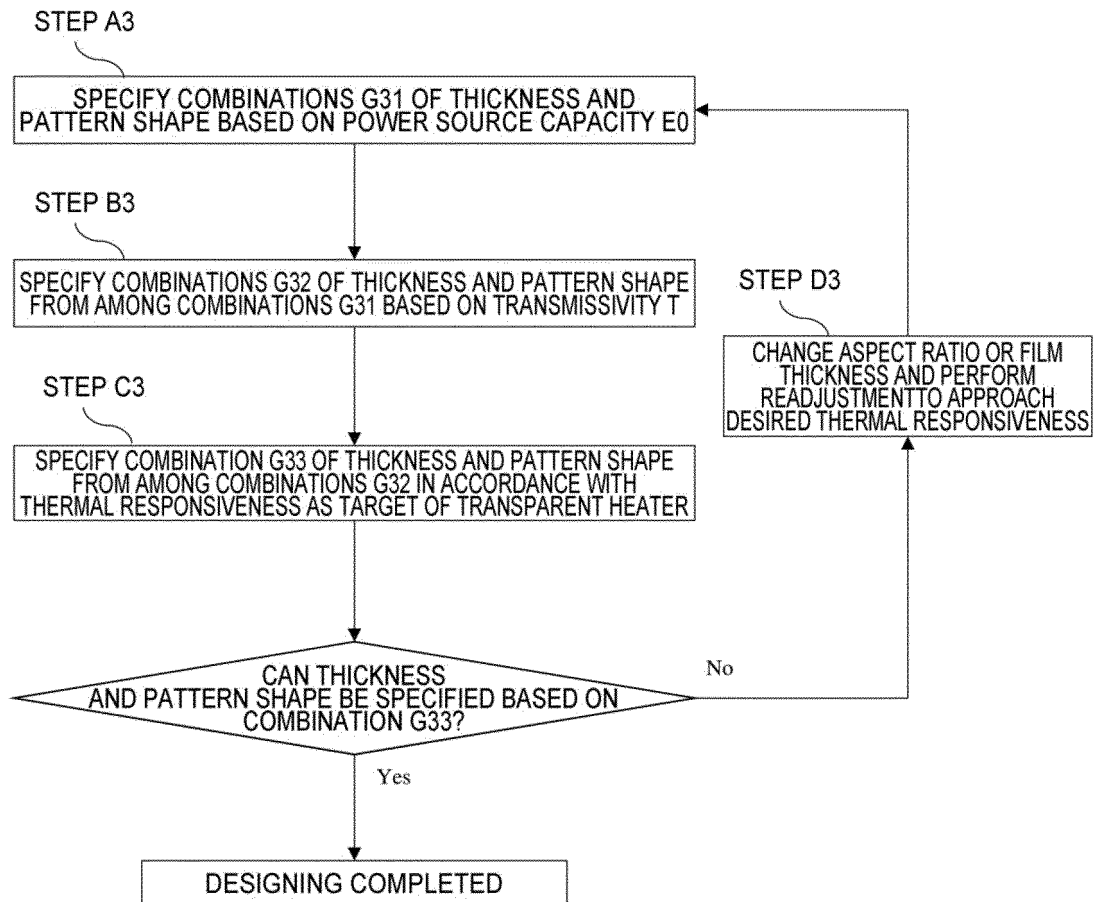 STEP A3
SPECIFY COMBINATIONS G31 OF THICKNESS AND
PATTERN SHAPE BASED ON POWER SOURCE CAPACITY E0
STEP B3
SPECIFY COMBINATIONS G32 OF THICKNESS AND PATTERN SHAPE
FROM AMONG COMBINATIONS G31 BASED ON TRANSMISSIVITY T
STEP D3
CHANGE ASPECT RATIO OR FILM
THICKNESS AND PERFORM
READJUSTMENTTO APPROACH
DESIRED THERMAL RESPONSIVENESS
STEP C3
SPECIFY COMBINATION G33 OF THICKNESS AND PATTERN SHAPE
FROM AMONG COMBINATIONS G32 IN ACCORDANCE WITH
THERMAL RESPONSIVENESS AS TARGET OF TRANSPARENT HEATER
CAN THICKNESS
AND PATTERN SHAPE BE SPECIFIED BASED ON
COMBINATION G33?
No
Yes
DESIGNING COMPLETED